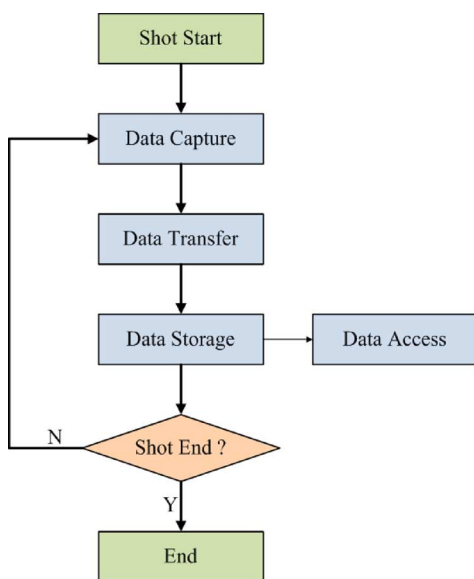 Shot Start
Data Capture
Data Transfer
Data Storage
Data Access
Shot End ?
N
Y
End